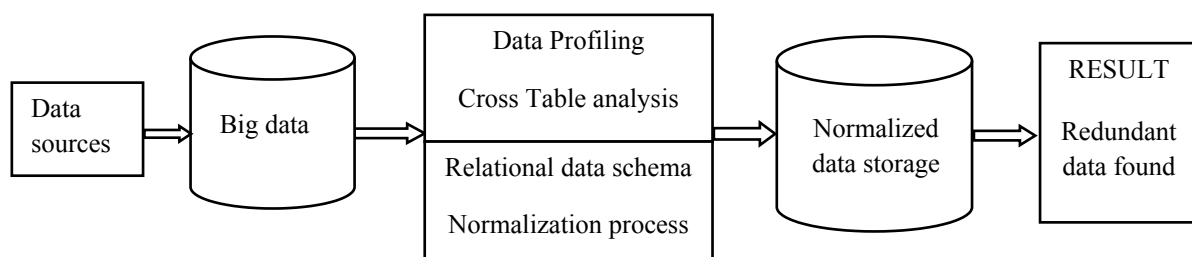 Data
sources
Big data
Data Profiling
Cross Table analysis
Relational data schema
Normalization process
Normalized
data storage
RESULT
Redundant
data found